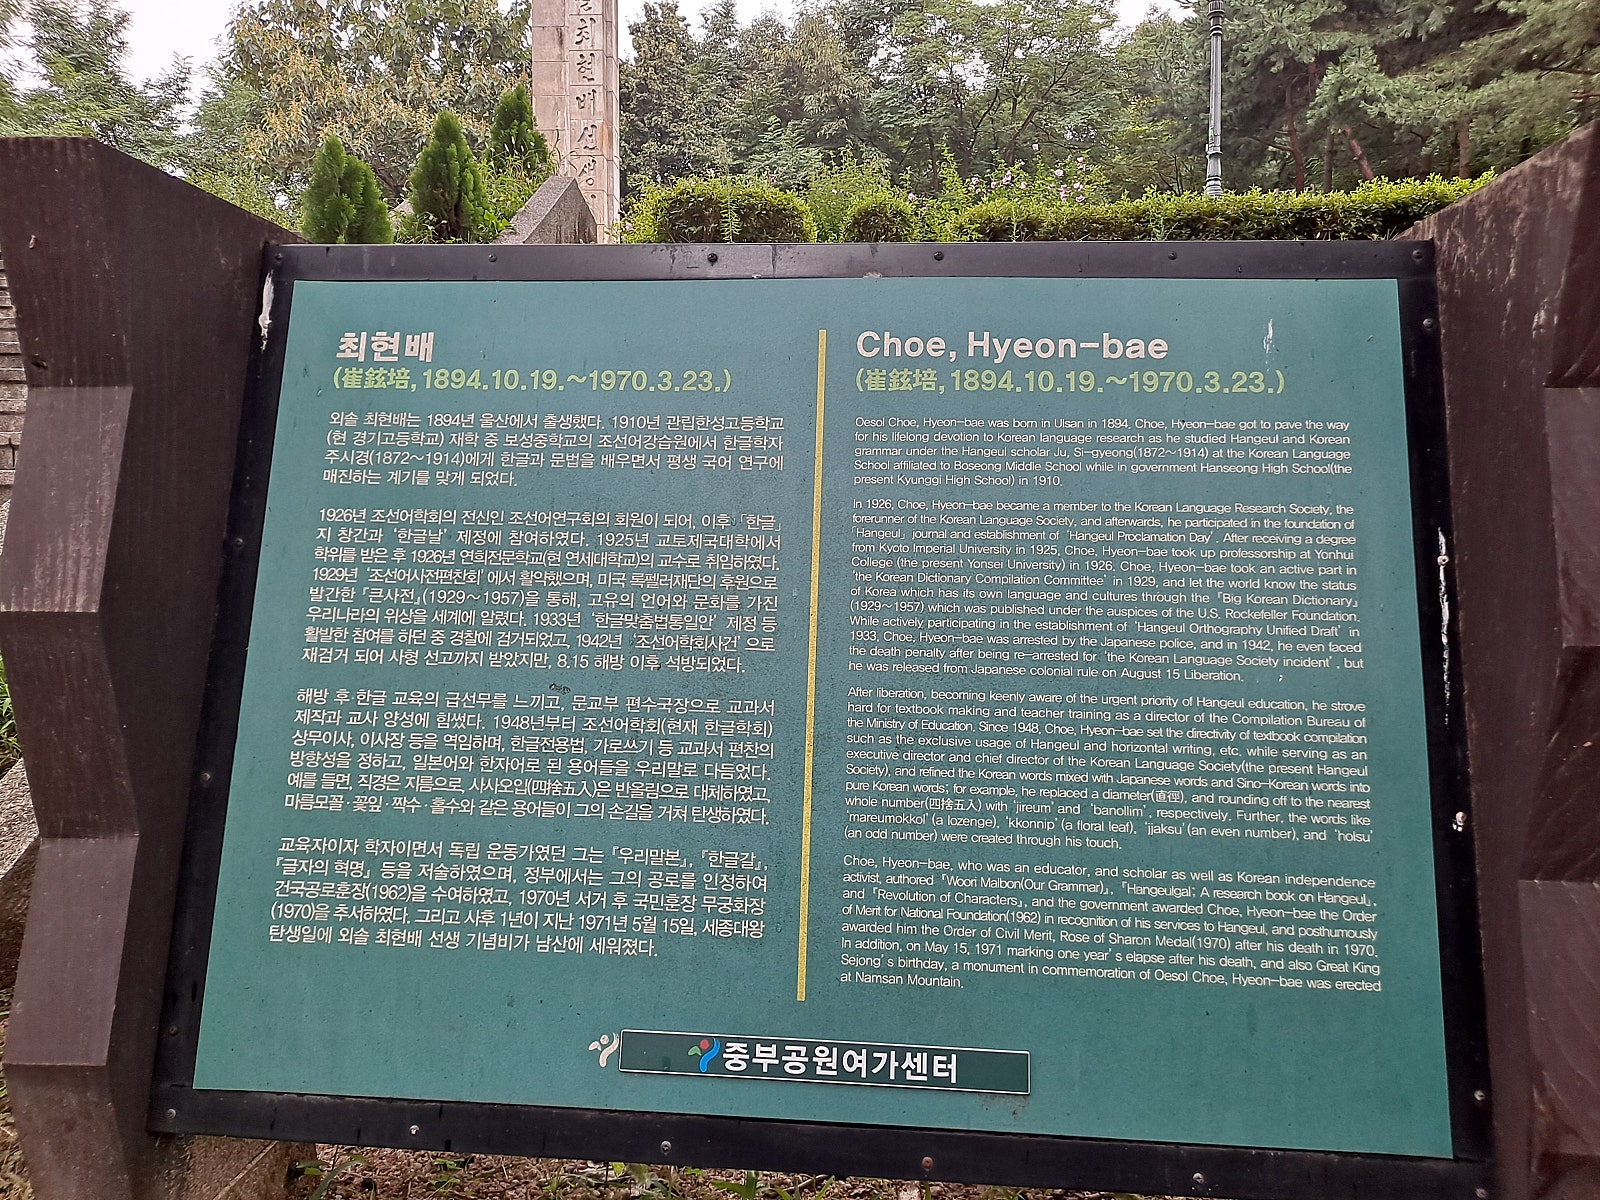 최현배선생
최현배
(崔鉉培, 1894.10.19.~1970.3.23.)
외솔 최현배는 1894년 울산에서 출생했다. 1910년 관립한성고등학교
(현 경기고등학교) 재학 중 보성중학교의 조선어강습원에서 한글학자
주시경(1872~1914)에게 한글과 문법을 배우면서 평생 국어 연구에
매진하는 계기를 맞게 되었다.
1926년 조선어학회의 전신인 조선어연구회의 회원이 되어, 이후 「한글」
지 창간과 ‘한글날’ 제정에 참여하였다. 1925년 교토제국대학에서
학위를 받은 후 1926년 연희전문학교(현 연세대학교)의 교수로 취임하였다.
1929년 ‘조선어사전편찬회’에서 활약했으며, 미국 록펠러재단의 후원으로
발간한 『큰사전』(1929~1957)을 통해, 고유의 언어와 문화를 가진
우리나라의 위상을 세계에 알렸다. 1933년 ‘한글맞춤법통일안’ 제정 등
활발한 참여를 하던 중 경찰에 검거되었고, 1942년 ‘조선어학회사건’으로
재검거 되어 사형 선고까지 받았지만, 8.15 해방 이후 석방되었다.
해방 후 한글 교육의 급선무를 느끼고, 문교부 편수국장으로 교과서
제작과 교사 양성에 힘썼다. 1948년부터 조선어학회(현재 한글학회)
상무이사, 이사장 등을 역임하며, 한글전용법, 가로쓰기 등 교과서 편찬의
방향성을 정하고, 일본어와 한자어로 된 용어들을 우리말로 다듬었다.
예를 들면, 직경은 지름으로, 사사오입(四捨五入)은 반올림으로 대체하였고,
마름모꼴·꽃잎·짝수·홀수와 같은 용어들이 그의 손길을 거쳐 탄생하였다.
교육자이자 학자이면서 독립 운동가였던 그는 『우리말본』, 『한글갈』,
『글자의 혁명』 등을 저술하였으며, 정부에서는 그의 공로를 인정하여
건국공로훈장(1962)을 수여하였고, 1970년 서거 후 국민훈장 무궁화장
(1970)을 추서하였다. 그리고 사후 1년이 지난 1971년 5월 15일, 세종대왕
탄생일에 외솔 최현배 선생 기념비가 남산에 세워졌다.
Choe, Hyeon-bae
(崔鉉培, 1894.10.19.~1970.3.23.)
Oesol Choe, Hyeon-bae was born in Ulsan in 1894. Choe, Hyeon-bae got to pave the way
for his lifelong devotion to Korean language research as he studied Hangeul and Korean
grammar under the Hangeul scholar Ju, Si-gyeong(1872~1914) at the Korean Language
School affiliated to Boseong Middle School while in government Hanseong High School(the
present Kyunggi High School) in 1910.
In 1926, Choe, Hyeon-bae became a member to the Korean Language Research Society, the
forerunner of the Korean Language Society, and afterwards, he participated in the foundation of
「Hangeul」 journal and establishment of ‘Hangeul Proclamation Day’. After receiving a degree
from Kyoto Imperial University in 1925, Choe, Hyeon-bae took up professorship at Yonhui
College (the present Yonsei University) in 1926. Choe, Hyeon-bae took an active part in
‘the Korean Dictionary Compilation Committee’ in 1929, and let the world know the status
of Korea which has its own language and cultures through the 『Big Korean Dictionary』
(1929~1957) which was published under the auspices of the U.S. Rockefeller Foundation.
While actively participating in the establishment of ‘Hangeul Orthography Unified Draft’ in
1933, Choe, Hyeon-bae was arrested by the Japanese police, and in 1942, he even faced
the death penalty after being re-arrested for ‘the Korean Language Society incident’, but
he was released from Japanese colonial rule on August 15 Liberation.
After liberation, becoming keenly aware of the urgent priority of Hangeul education, he strove
hard for textbook making and teacher training as a director of the Compilation Bureau of
the Ministry of Education. Since 1948, Choe, Hyeon-bae set the directivity of textbook compilation
such as the exclusive usage of Hangeul and horizontal writing, etc. while serving as an
executive director and chief director of the Korean Language Society(the present Hangeul
Society), and refined the Korean words mixed with Japanese words and Sino-Korean words into
pure Korean words; for example, he replaced a diameter(直徑), and rounding off to the nearest
whole number(四捨五入) with ‘jireum’ and ‘banollim’, respectively. Further, the words like
‘mareumokkol’(a lozenge), ‘kkonnip’(a floral leaf), ‘jjaksu’(an even number), and ‘holsu’
(an odd number) were created through his touch.
Choe, Hyeon-bae, who was an educator, and scholar as well as Korean independence
activist, authored 『Woori Malbon(Our Grammar)』, 『Hangeulgal; A research book on Hangeul』,
and 『Revolution of Characters』, and the government awarded Choe, Hyeon-bae the Order
of Merit for National Foundation(1962) in recognition of his services to Hangeul, and posthumously
awarded him the Order of Civil Merit, Rose of Sharon Medal(1970) after his death in 1970.
In addition, on May 15, 1971 marking one year’s elapse after his death, and also Great King
Sejong’s birthday, a monument in commemoration of Oesol Choe, Hyeon-bae was erected
at Namsan Mountain.
중부공원여가센터